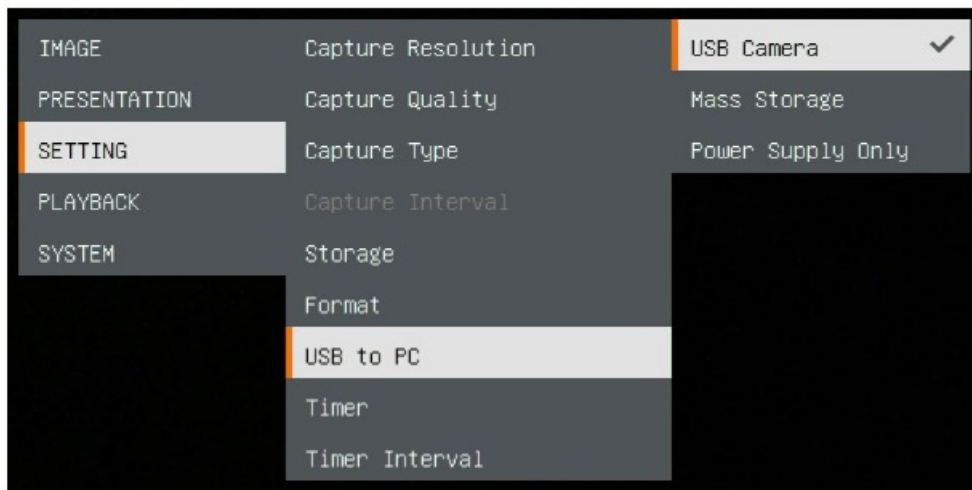 IMAGE
PRESENTATION
SETTING
PLAYBACK
SYSTEM
Capture Resolution
Capture Quality
Capture Type
Capture Interval
Storage
Format
USB to PC
Timer
Timer Interval
USB Camera
Mass Storage
Power Supply Only